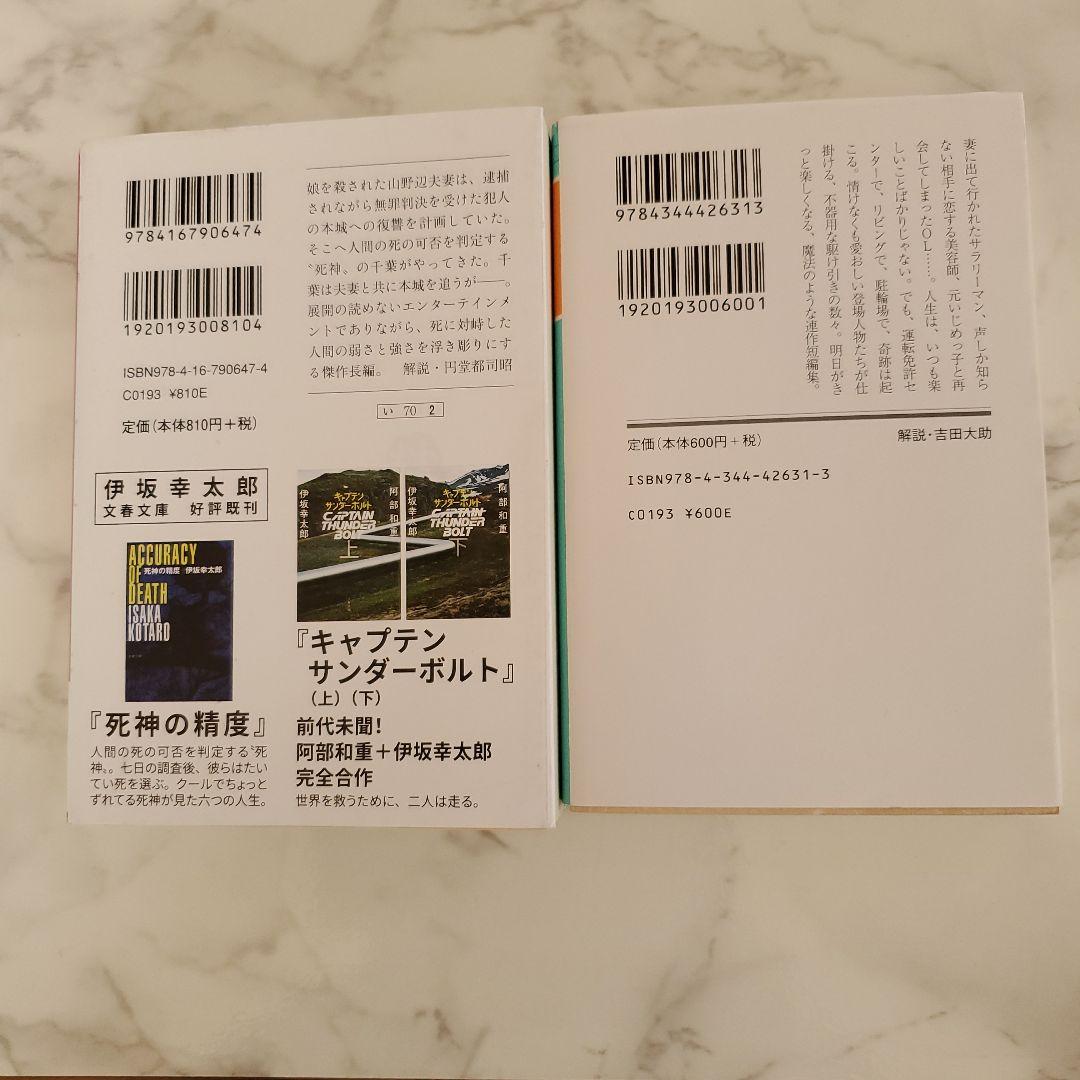 9784167906474
1920193008104
ISBN978-4-16-790647-4
C0193 ¥810E
定価（本体810円＋税）
娘を殺された山野辺夫妻は、逮捕
されながら無罪判決を受けた犯人
の本城への復讐を計画していた。
そこへ人間の死の可否を判定する
〝死神〟の千葉がやってきた。千
葉は夫妻と共に本城を追うが――。
展開の読めないエンターテインメ
ントでありながら、死に対峙した
人間の弱さと強さを浮き彫りにす
る傑作長編。　解説・円堂都司昭
い 70 2
伊坂幸太郎
文春文庫　好評既刊
ACCURACY
OF
死神の精度　伊坂幸太郎
DEATH
ISAKA
KOTARO
『死神の精度』
人間の死の可否を判定する〝死
神〟。七日の調査後、彼らはたい
てい死を選ぶ。クールでちょっと
ずれてる死神が見た六つの人生。
伊坂幸太郎
キャプテン
サンダーボルト
CAPTAIN
THUNDER
BOLT
上
阿部和重
伊坂幸太郎
キャプテン
サンダーボルト
CAPTAIN
THUNDER
BOLT
下
阿部和重
『キャプテン
サンダーボルト』
（上）（下）
前代未聞！
阿部和重＋伊坂幸太郎
完全合作
世界を救うために、二人は走る。
9784344426313
1920193006001
妻に出て行かれたサラリーマン、声しか知ら
ない相手に恋する美容師、元いじめっ子と再
会してしまったOL……。人生は、いつも楽
しいことばかりじゃない。でも、運転免許セ
ンターで、リビングで、駐輪場で、奇跡は起
こる。情けなくも愛おしい登場人物たちが仕
掛ける、不器用な駆け引きの数々。明日がき
っと楽しくなる、魔法のような連作短編集。
解説・吉田大助
定価（本体600円＋税）
ISBN978-4-344-42631-3
C0193 ¥600E